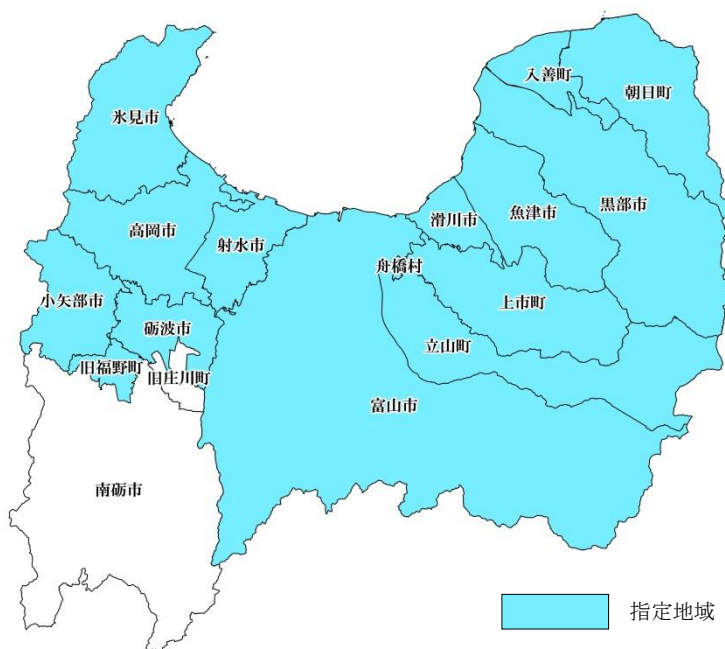 入善町
朝日町
氷見市
黒部市
滑川市
魚津市
高岡市
射水市
舟橋村
小矢部市
上市町
砺波市
立山町
旧福野町
旧庄川町
富山市
南砺市
指定地域